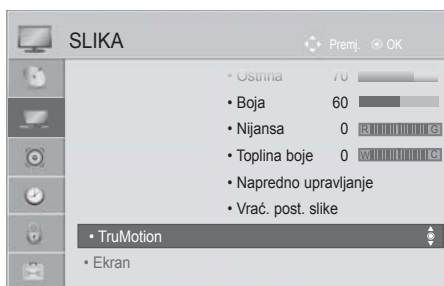 SLIKA Premj. OK
• Oštrina 70
• Boja 60
• Nijansa 0 R G
• Toplina boje 0 W C
• Napredno upravljanje
• Vrać. post. slike
• TruMotion
• Ekran